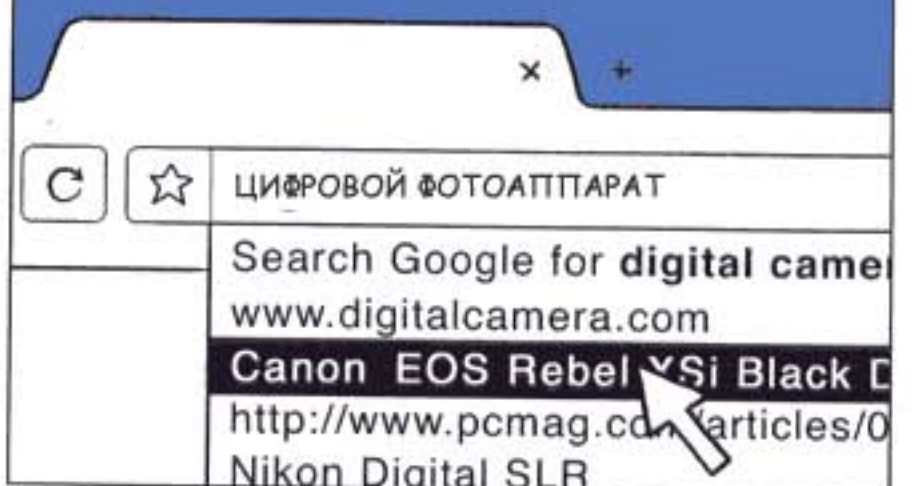 ЦИФРОВОЙ ФОТОАППАРАТ
Search Google for digital
www.digitalcamera.com
Canon EOS Rebel XSi Black
http://www.pcmag.com/articles/0
Nikon Digital SLR